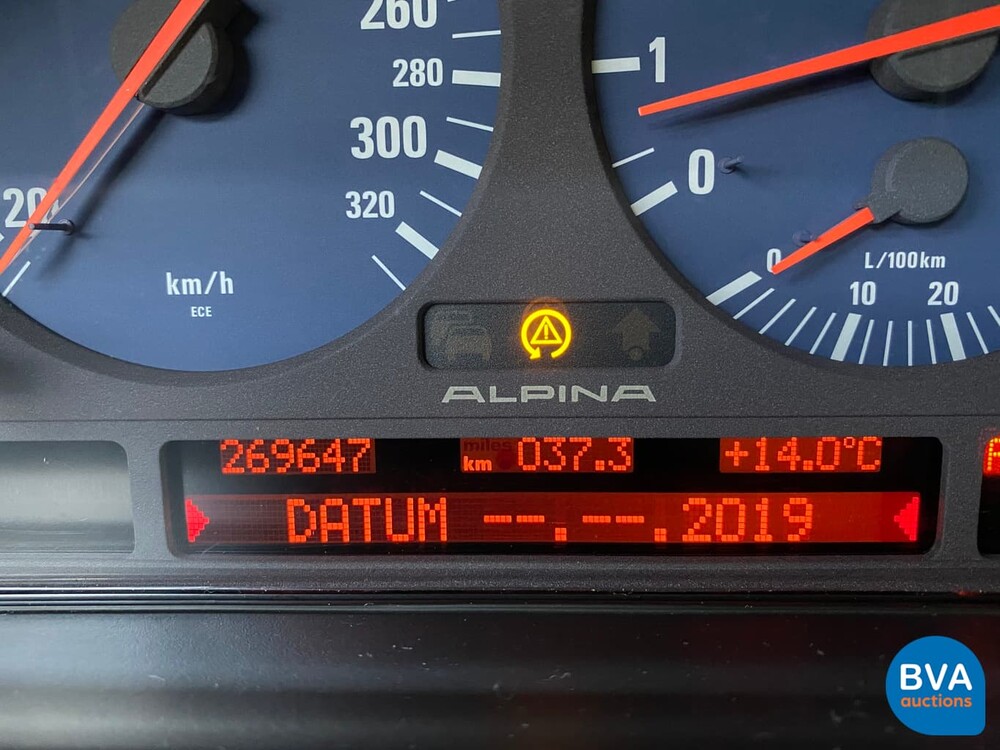 260
280
300
320
20
km/h
ECE
1
0
0
L/100km
10
20
ALPINA
269647
miles
km 037.3
+14.0°C
DATUM --.--.2019
BVA
auctions